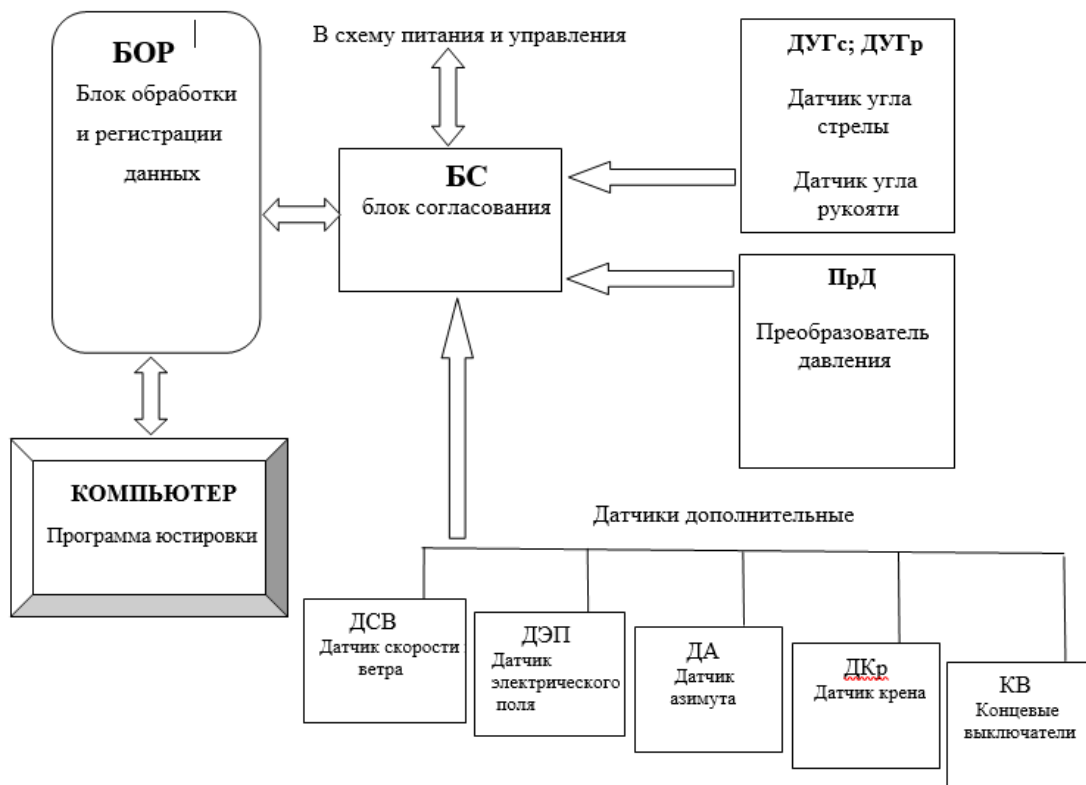 БОР
Блок обработки
и регистрации
данных
В схему питания и управления
БС
блок согласования
ДУГс; ДУГр
Датчик угла
стрелы
Датчик угла
рукояти
ПрД
Преобразователь
давления
КОМПЬЮТЕР
Программа юстировки
Датчики дополнительные
ДСВ
Датчик скорости
ветра
ДЭП
Датчик
электрического
поля
ДА
Датчик
азимута
ДКр
Датчик крена
КВ
Концевые
выключатели